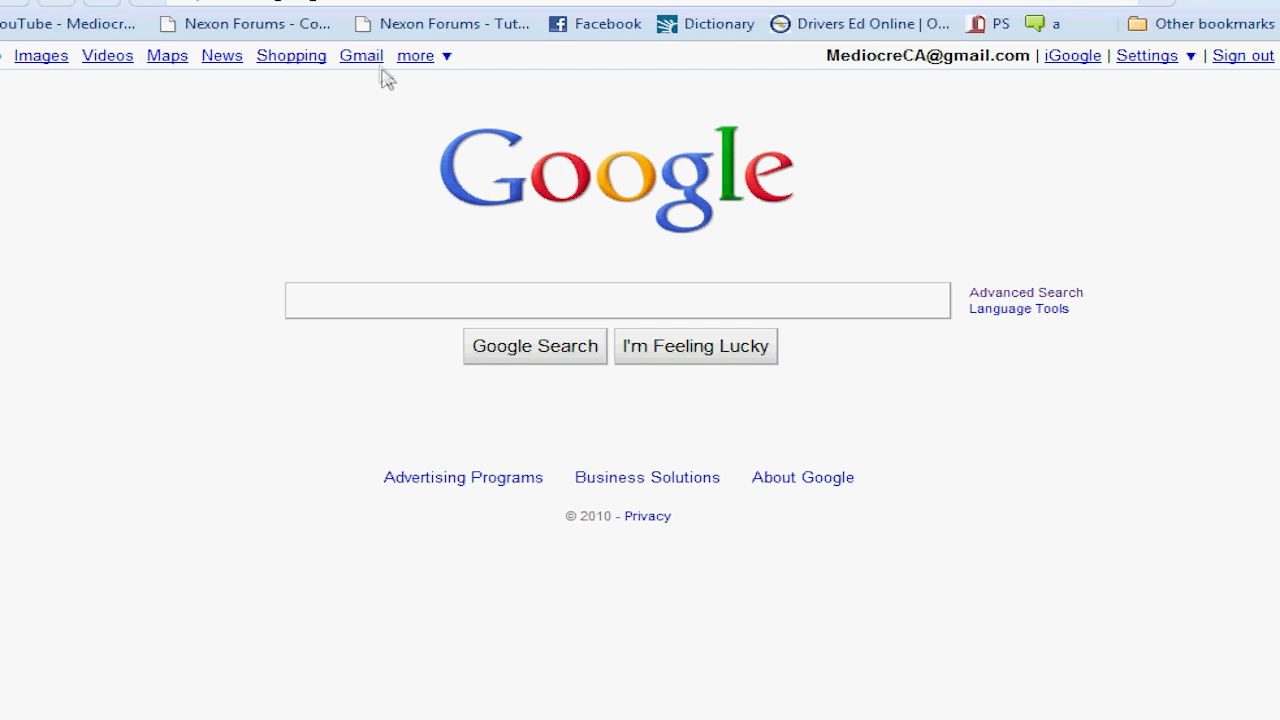 ouTube - Mediocr... Nexon Forums - Co... Nexon Forums - Tut... Facebook Dictionary Drivers Ed Online | O... PS a Other bookmarks
Images Videos Maps News Shopping Gmail more ▼ MediocreCA@gmail.com | iGoogle | Settings ▼ | Sign out
Google
Advanced Search
Language Tools
Google Search I'm Feeling Lucky
Advertising Programs Business Solutions About Google
© 2010 - Privacy